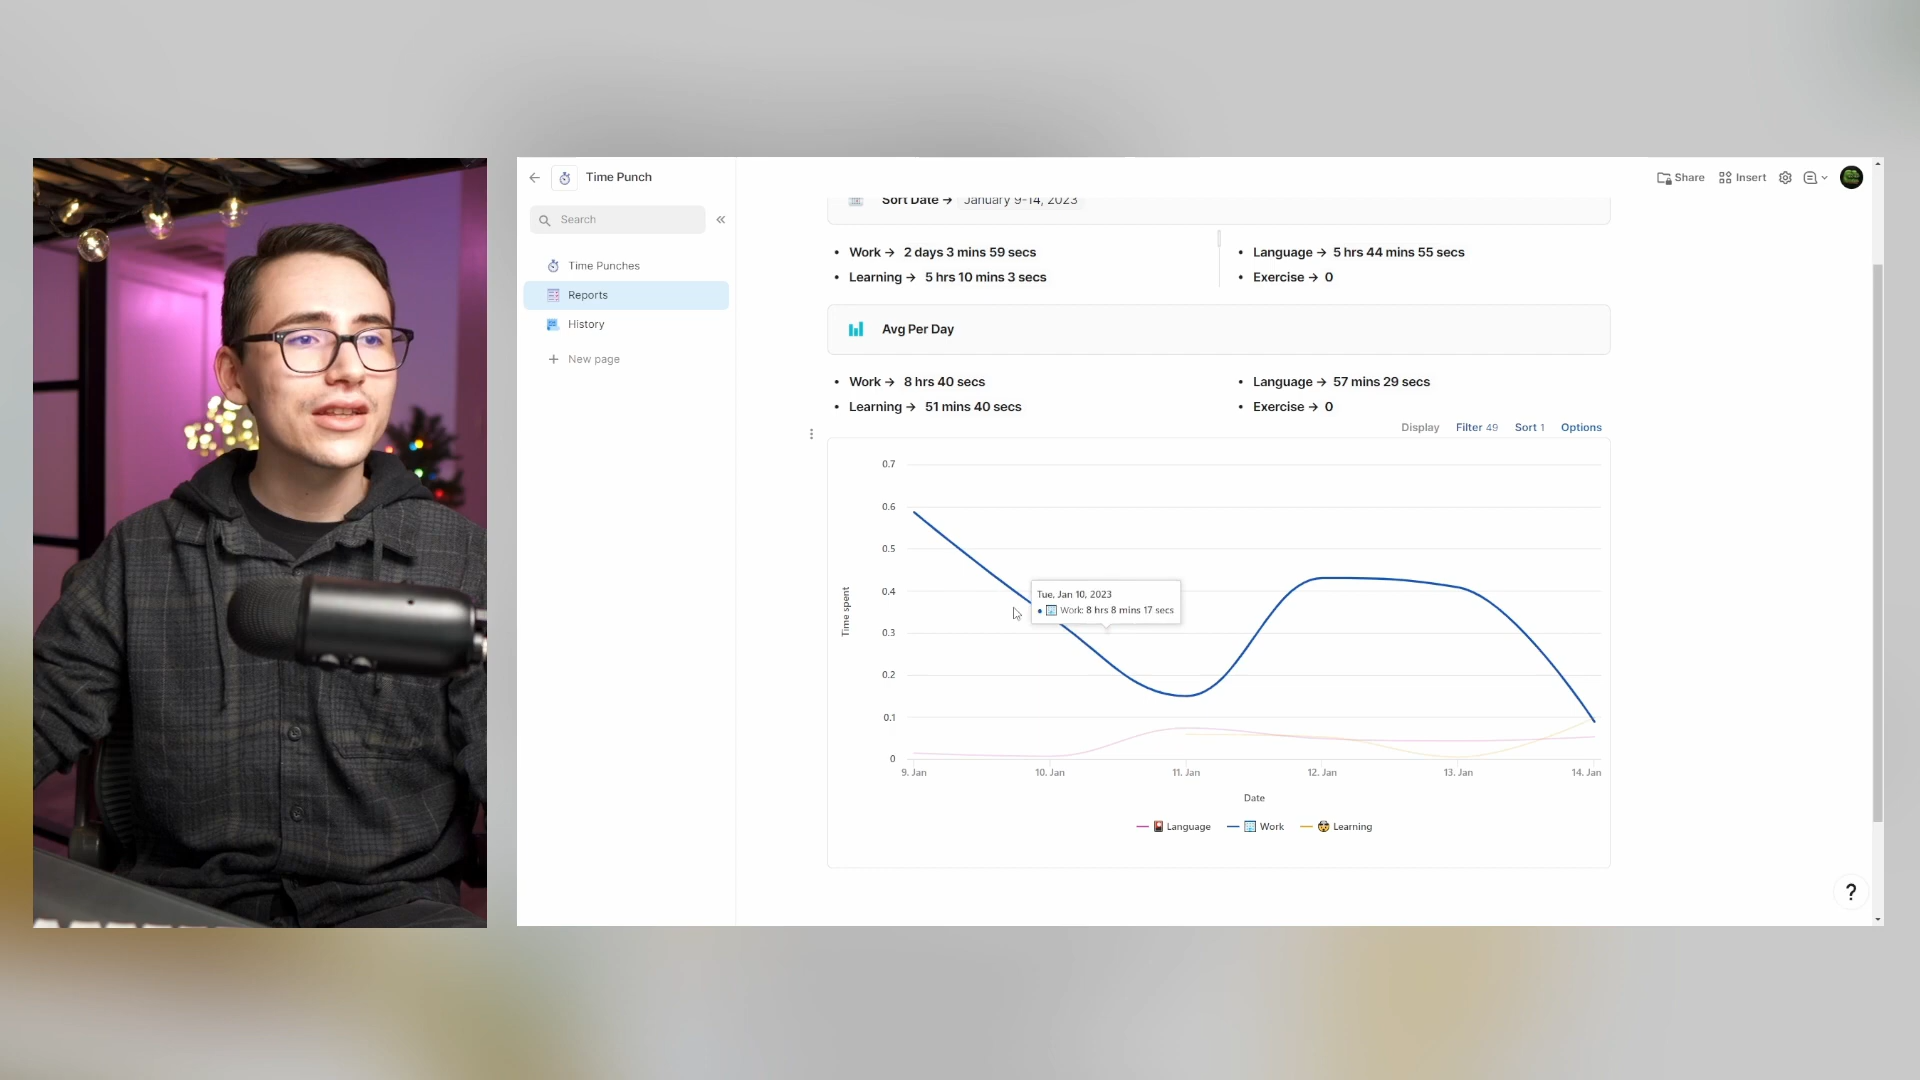 Time Punch
Share
Insert
Search
Time Punches
Reports
History
New page
Sort Date → January 9-14, 2023
• Work → 2 days 3 mins 59 secs
• Learning → 5 hrs 10 mins 3 secs
• Language → 5 hrs 44 mins 55 secs
• Exercise → 0
Avg Per Day
• Work → 8 hrs 40 secs
• Learning → 51 mins 40 secs
• Language → 57 mins 29 secs
• Exercise → 0
Display Filter 49 Sort 1 Options
0.7
0.6
0.5
0.4
0.3
0.2
0.1
0
Time spent
Tue, Jan 10, 2023
• Work: 8 hrs 8 mins 17 secs
9. Jan 10. Jan 11. Jan 12. Jan 13. Jan 14. Jan
Date
Language Work Learning
?